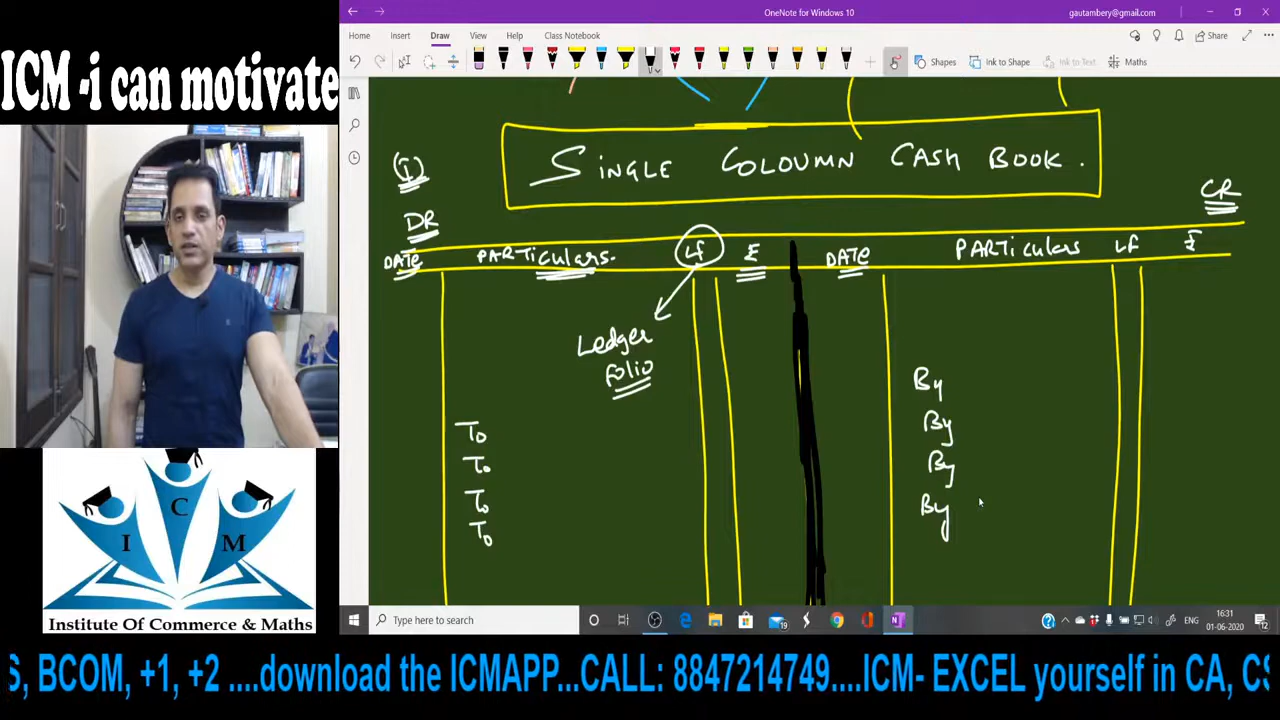 ICM -i can motivate
I C M
Institute Of Commerce & Maths
OneNote for Windows 10
gautambery@gmail.com
Home Insert Draw View Help Class Notebook
Share
Shapes Ink to Shape Ink to Text Maths
SINGLE COLOUMN CASH BOOK.
(I)
DR
CR
DATE PARTiculars. LF ₹ DATE PARTiculars LF ₹
Ledger
folio
To
To
To
To
By
By
By
By
Type here to search
19
ENG
16:31
01-06-2020
12
S, BCOM, +1, +2 ....download the ICMAPP...CALL: 8847214749....ICM- EXCEL yourself in CA, CS